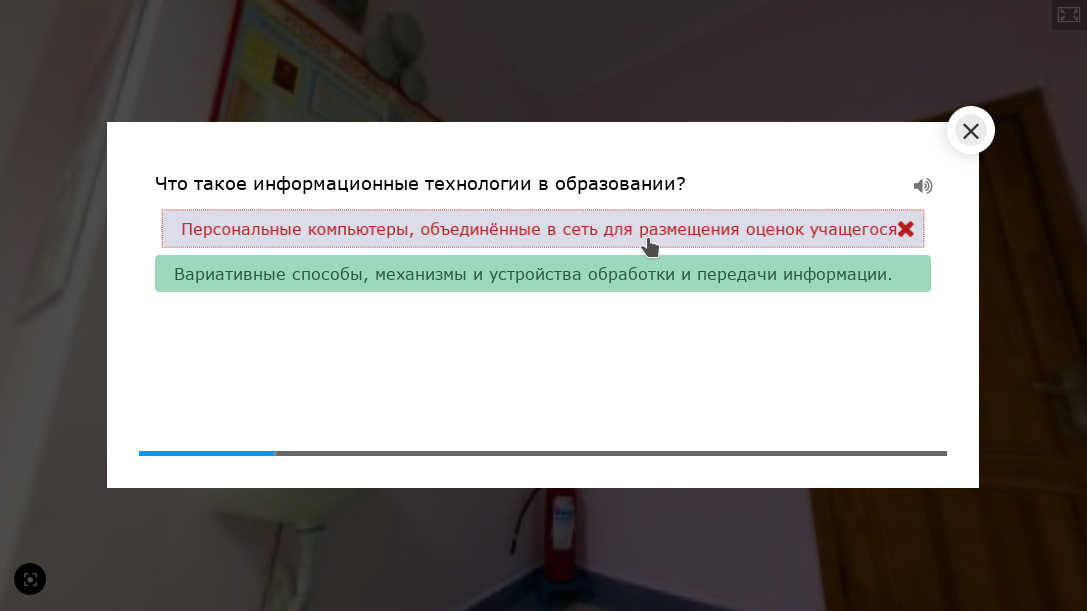 Что такое информационные технологии в образовании?
Персональные компьютеры, объединённые в сеть для размещения оценок учащегося
Вариативные способы, механизмы и устройства обработки и передачи информации.